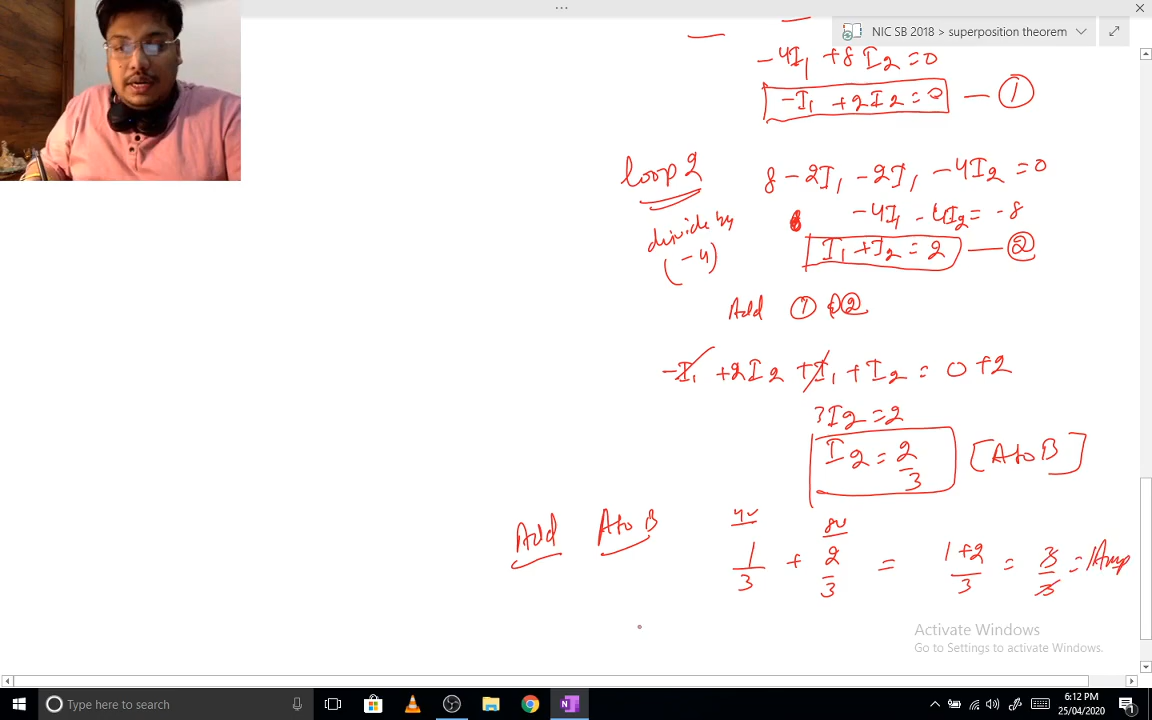 NIC SB 2018 > superposition theorem
-4I1 +8I2 =0
-I1 +2I2 =0 — ①
loop 2 8 -2I1 -2I1 -4I2 =0
divide by (-4)
-4I1 -4I2 = -8
I1 +I2 = 2 — ②
Add ① & ②
-I1 +2I2 +I1 +I2 = 0+2
3I2 =2
I2 = 2/3 [A to B]
4v 8v
Add A to B 1/3 + 2/3 = 1+2/3 = 3/3 = 1Amp
Activate Windows
Go to Settings to activate Windows.
Type here to search
6:12 PM
25/04/2020
1